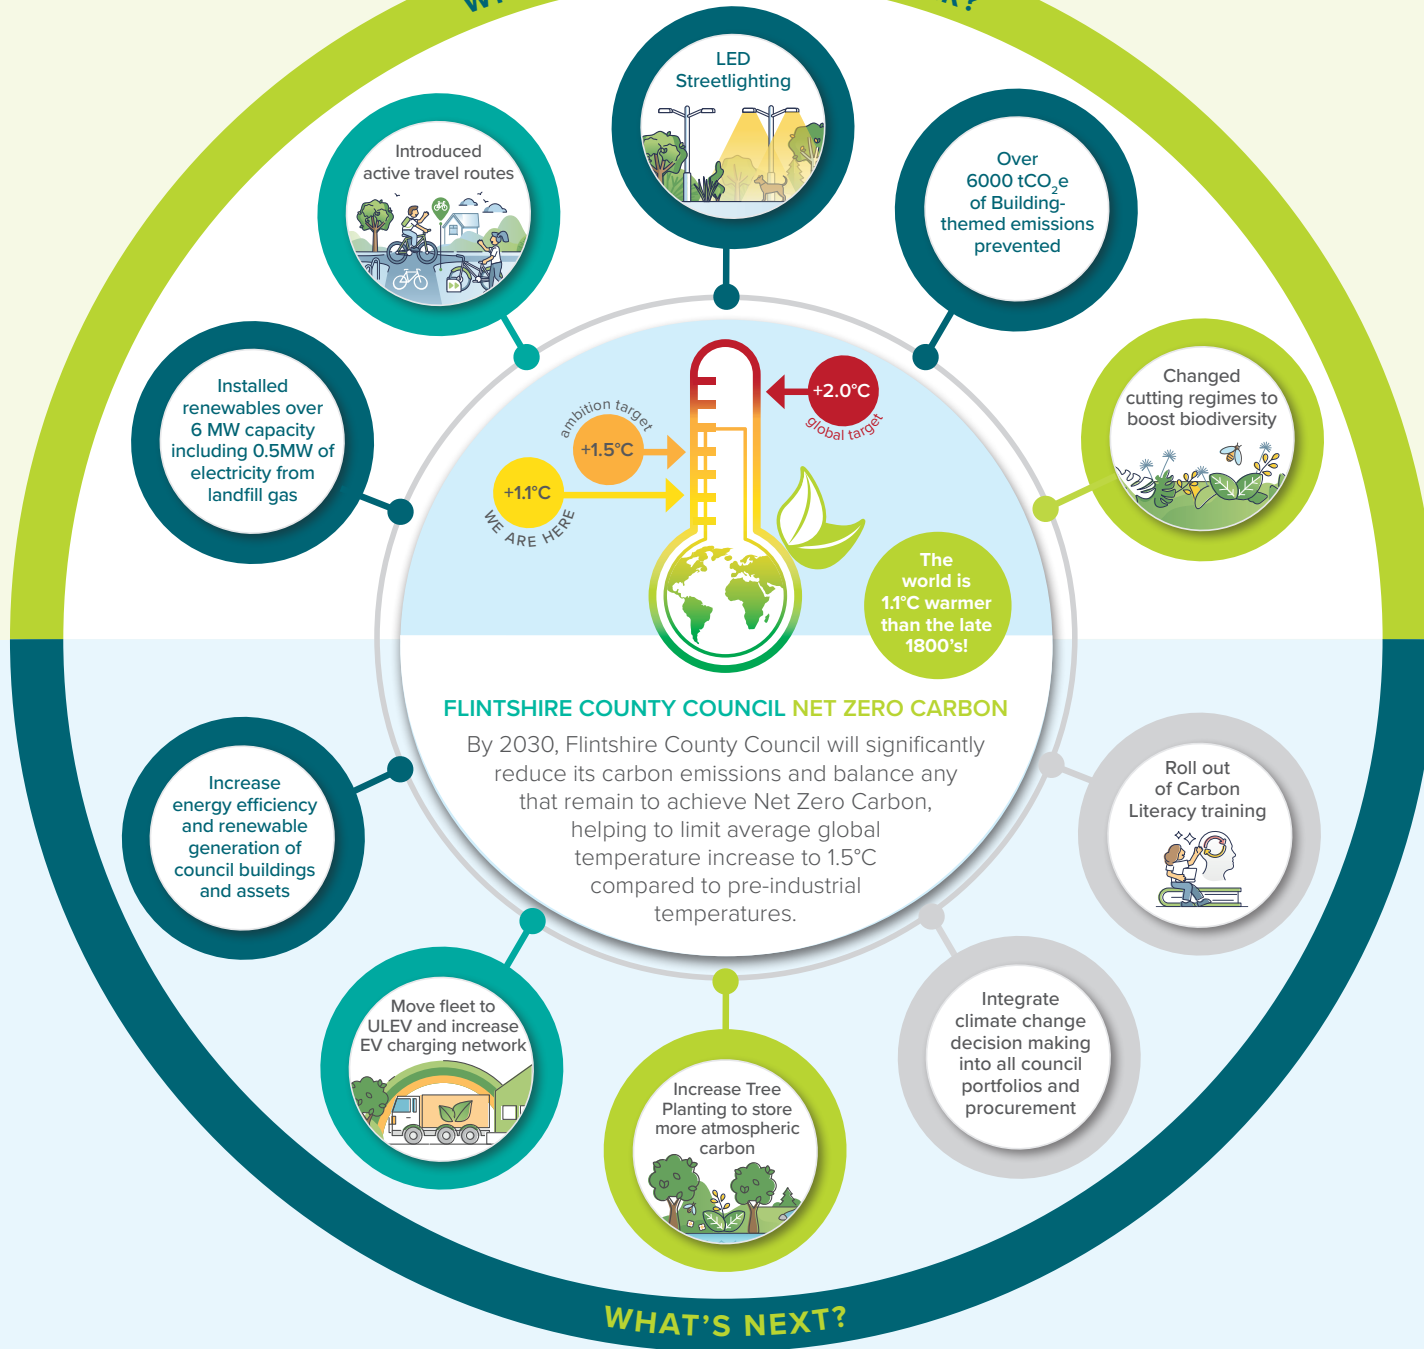 LED
Streetlighting
Introduced
active travel routes
Over
6000 tCO₂e
of Building-
themed emissions
prevented
Installed
renewables over
6 MW capacity
including 0.5MW of
electricity from
landfill gas
Changed
cutting regimes to
boost biodiversity
+2.0°C
global target
ambition target
+1.5°C
+1.1°C
WE ARE HERE
The
world is
1.1°C warmer
than the late
1800's!
FLINTSHIRE COUNTY COUNCIL NET ZERO CARBON
By 2030, Flintshire County Council will significantly
reduce its carbon emissions and balance any
that remain to achieve Net Zero Carbon,
helping to limit average global
temperature increase to 1.5°C
compared to pre-industrial
temperatures.
Increase
energy efficiency
and renewable
generation of
council buildings
and assets
Roll out
of Carbon
Literacy training
Move fleet to
ULEV and increase
EV charging network
Integrate
climate change
decision making
into all council
portfolios and
procurement
Increase Tree
Planting to store
more atmospheric
carbon
WHAT'S NEXT?